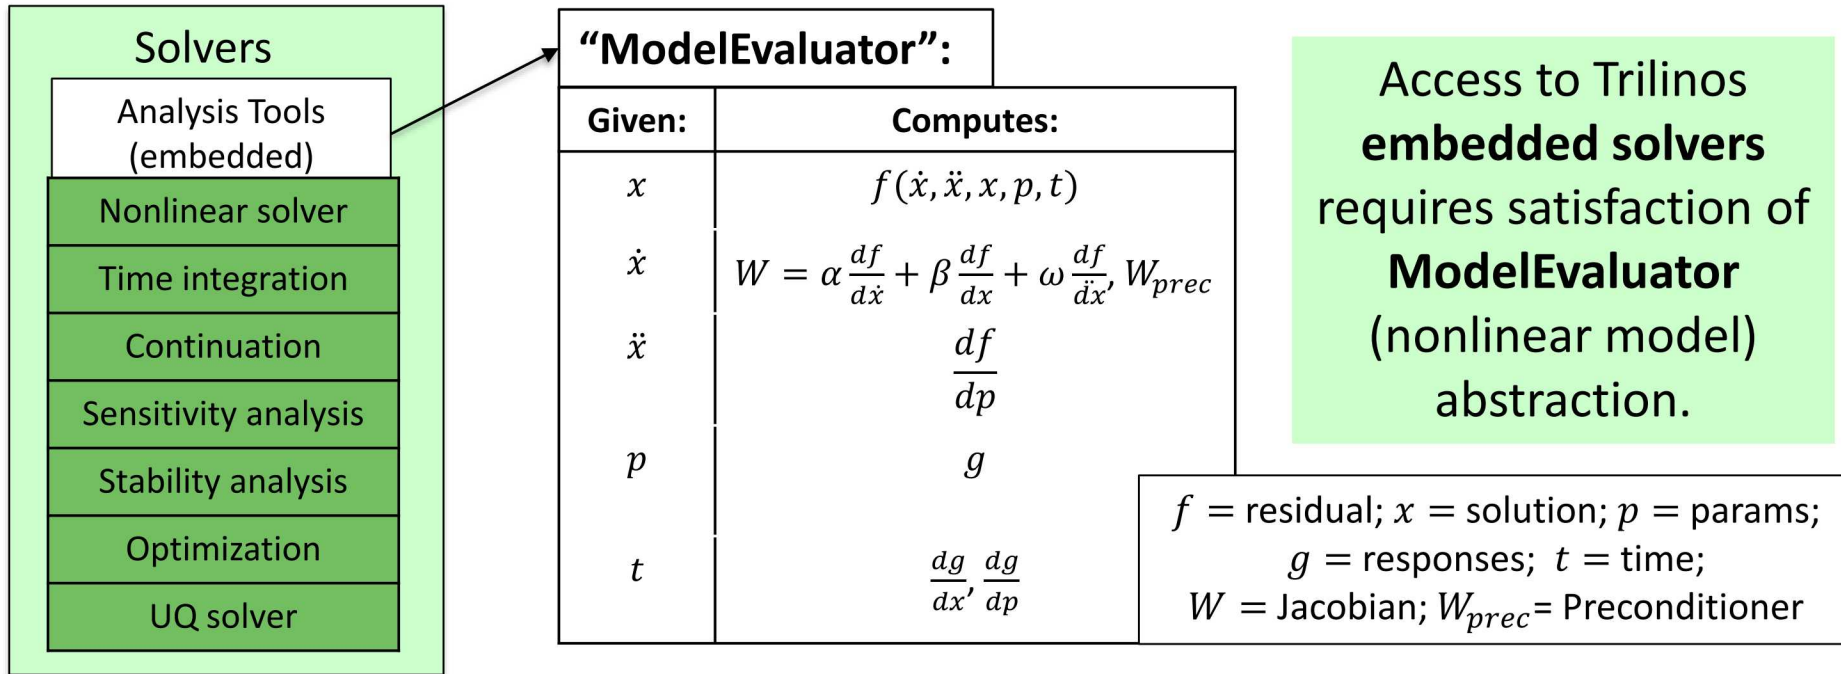 Solvers
Analysis Tools
(embedded)
Nonlinear solver
Time integration
Continuation
Sensitivity analysis
Stability analysis
Optimization
UQ solver
“ModelEvaluator”:
Given: Computes:
x f(ẋ, ẍ, x, p, t)
ẋ W = α df/dẋ + β df/dx + ω df/dẍ, W_prec
ẍ df/dp
p g
t dg/dx, dg/dp
Access to Trilinos
embedded solvers
requires satisfaction of
ModelEvaluator
(nonlinear model)
abstraction.
f = residual; x = solution; p = params;
g = responses; t = time;
W = Jacobian; W_prec= Preconditioner